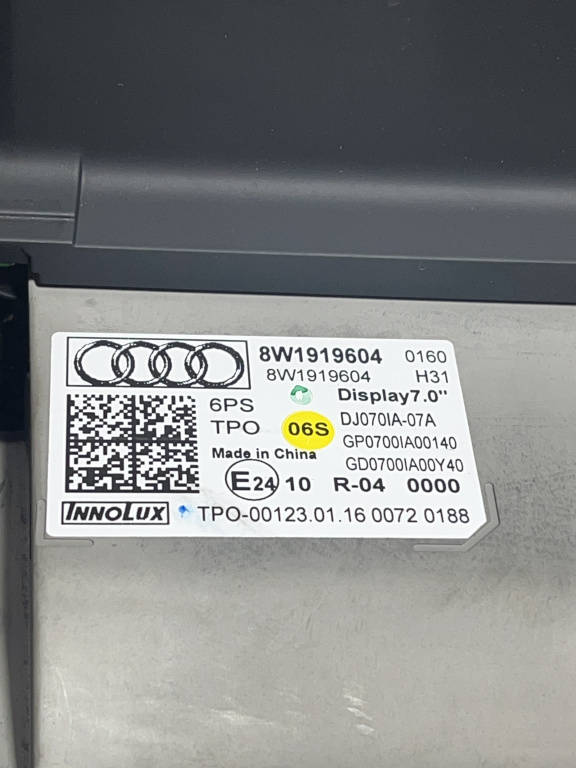 8W1919604 0160
8W1919604 H31
Display7.0"
6PS
DJ070IA-07A
TPO 06S
GP0700IA00140
Made in China
GD0700IA00Y40
E24 10 R-04 0000
INNOLUX TPO-00123.01.16 0072 0188